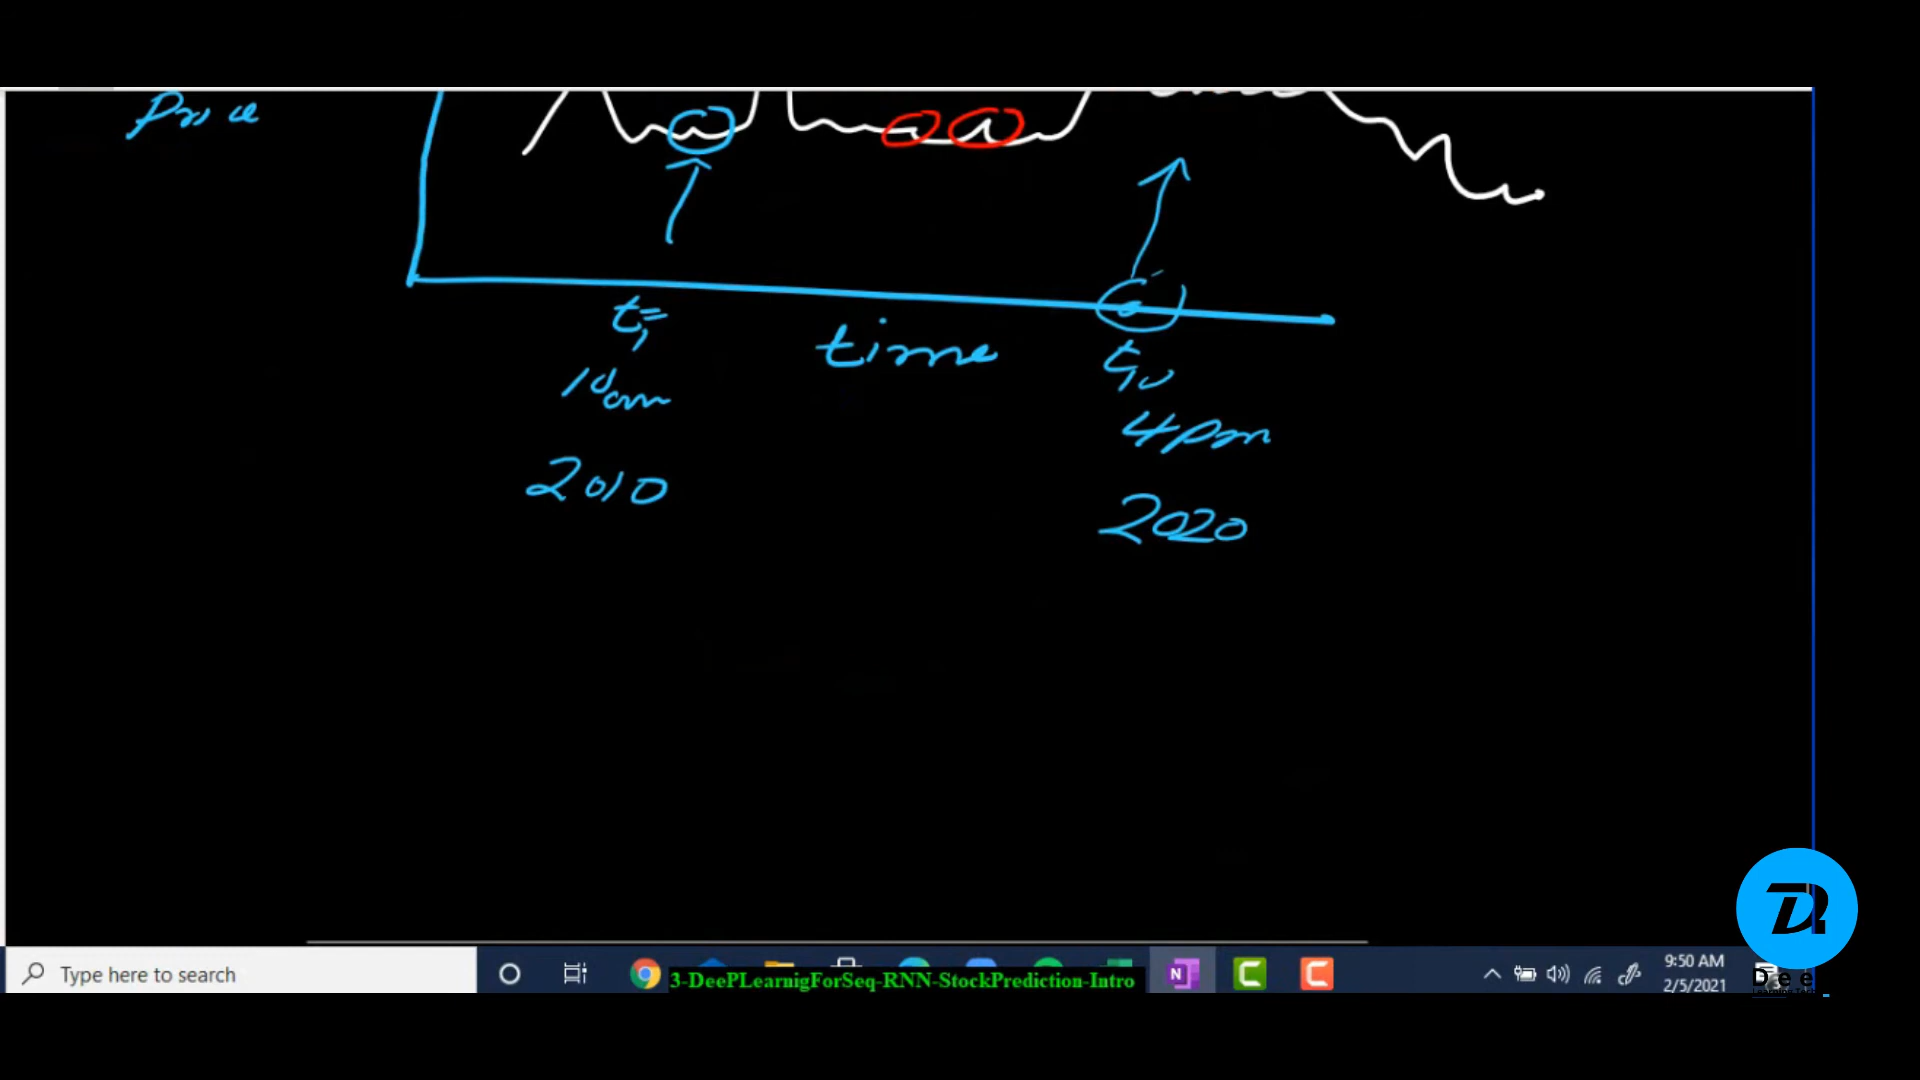 Price
t1=
time
t10
10am
4pm
2010
2020
Type here to search
3-DeePLearnigForSeq-RNN-StockPrediction-Intro
9:50 AM
2/5/2021
Dee